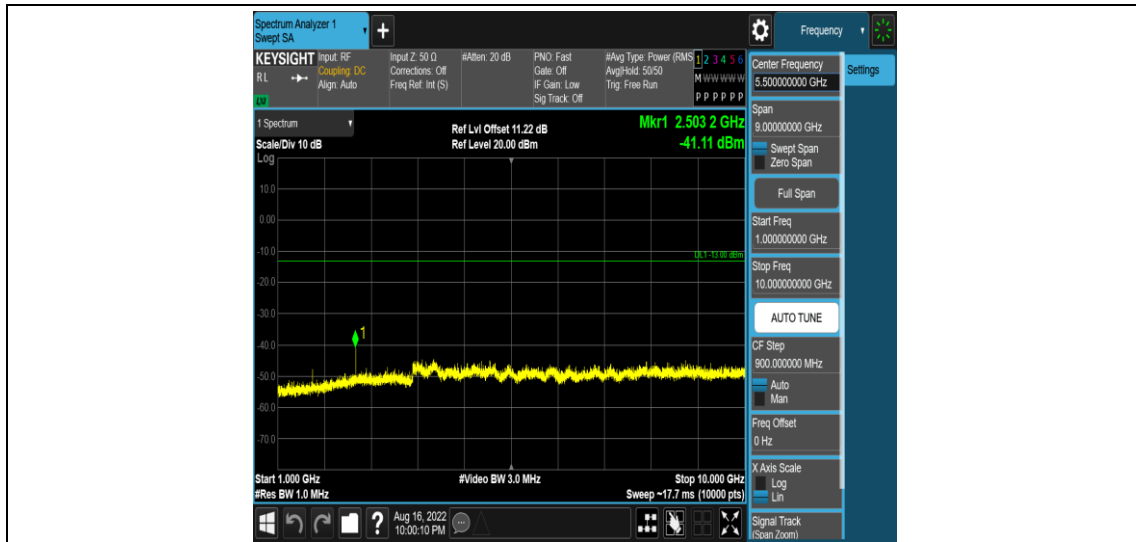 Spectrum Analyzer 1
Swept SA
+
Frequency
KEYSIGHT
RL
LXI
Input: RF
Coupling: DC
Align: Auto
Input Z: 50 Ω
Corrections: Off
Freq Ref: Int (S)
#Atten: 20 dB
PNO: Fast
Gate: Off
IF Gain: Low
Sig Track: Off
#Avg Type: Power (RMS
Avg|Hold: 50/50
Trig: Free Run
1 2 3 4 5 6
M W W W W W
P P P P P P
1 Spectrum
Scale/Div 10 dB
Log
Ref Lvl Offset 11.22 dB
Ref Level 20.00 dBm
Mkr1 2.503 2 GHz
-41.11 dBm
10.0
0.00
-10.0
-20.0
-30.0
-40.0
-50.0
-60.0
-70.0
DL1 -13.00 dBm
1
Start 1.000 GHz
#Res BW 1.0 MHz
#Video BW 3.0 MHz
Stop 10.000 GHz
Sweep ~17.7 ms (10000 pts)
?
Aug 16, 2022
10:00:10 PM
Center Frequency
5.500000000 GHz
Span
9.00000000 GHz
Swept Span
Zero Span
Full Span
Start Freq
1.000000000 GHz
Stop Freq
10.000000000 GHz
AUTO TUNE
CF Step
900.000000 MHz
Auto
Man
Freq Offset
0 Hz
X Axis Scale
Log
Lin
Signal Track
(Span Zoom)
Settings